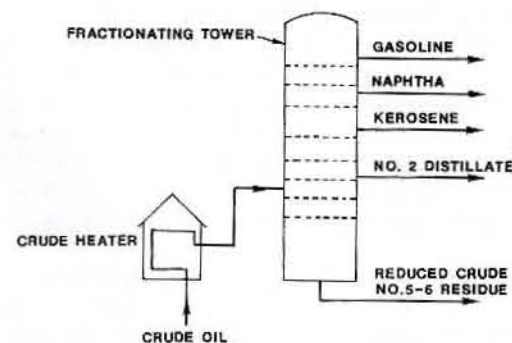 FRACTIONATING TOWER
GASOLINE
NAPHTHA
KEROSENE
NO. 2 DISTILLATE
CRUDE HEATER
REDUCED CRUDE
NO.5-6 RESIDUE
CRUDE OIL